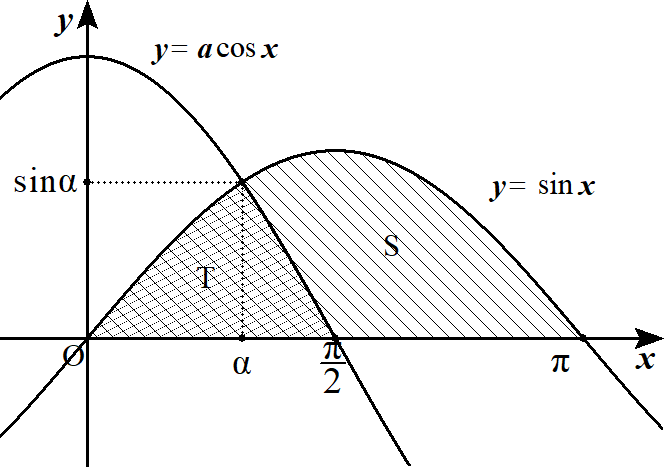 y
y = a cos x
sinα
y = sin x
S
T
O
α
π/2
π
x